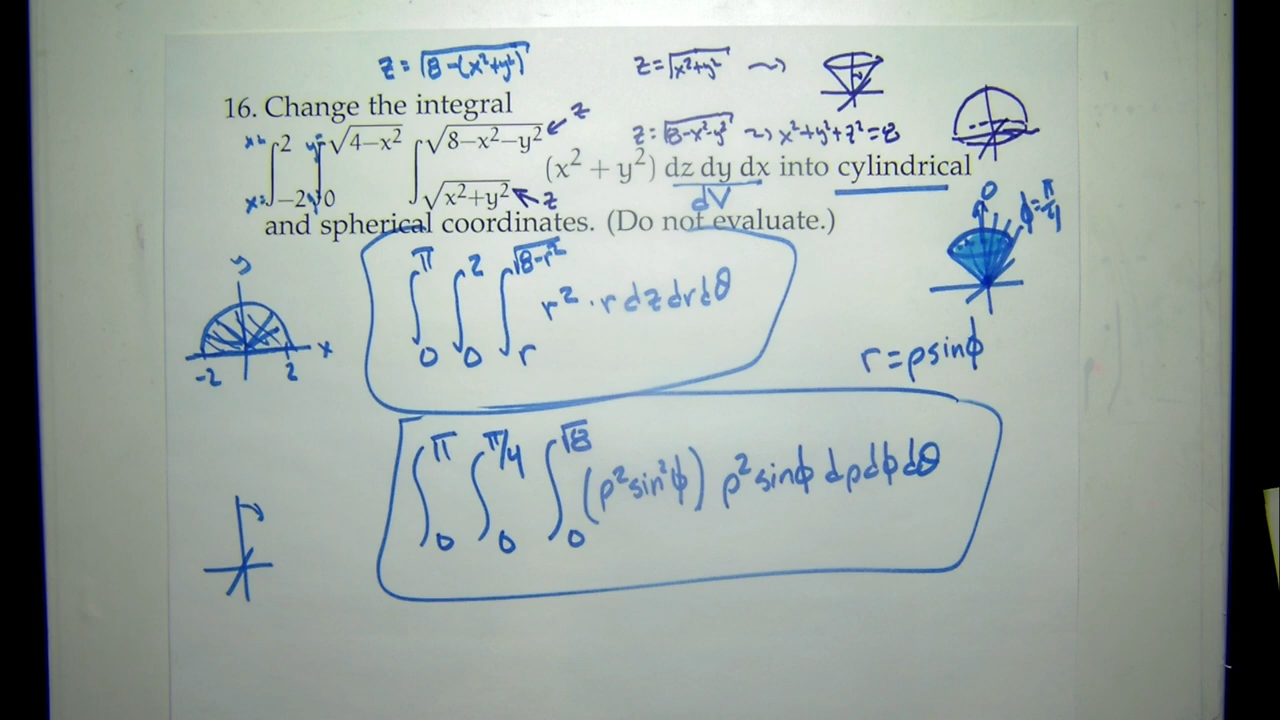 z = √8-(x²+y²)
z = √x²+y² ⇝
16. Change the integral
z = √8-x²-y² ⇝ x²+y²+z²=8
∫_{-2}^{2} ∫_{0}^{√4−x²} ∫_{√x²+y²}^{√8−x²−y²} (x² + y²) dz dy dx into cylindrical
z
z
dV
and spherical coordinates. (Do not evaluate.)
ρ
ϕ=π/4
∫_0^π ∫_0^2 ∫_r^{√8-r²} r² · r dz dr dθ
y
x
-2 2
r = ρ sin ϕ
∫_0^π ∫_0^{π/4} ∫_0^{√8} (ρ² sin² ϕ) ρ² sin ϕ dρ dϕ dθ